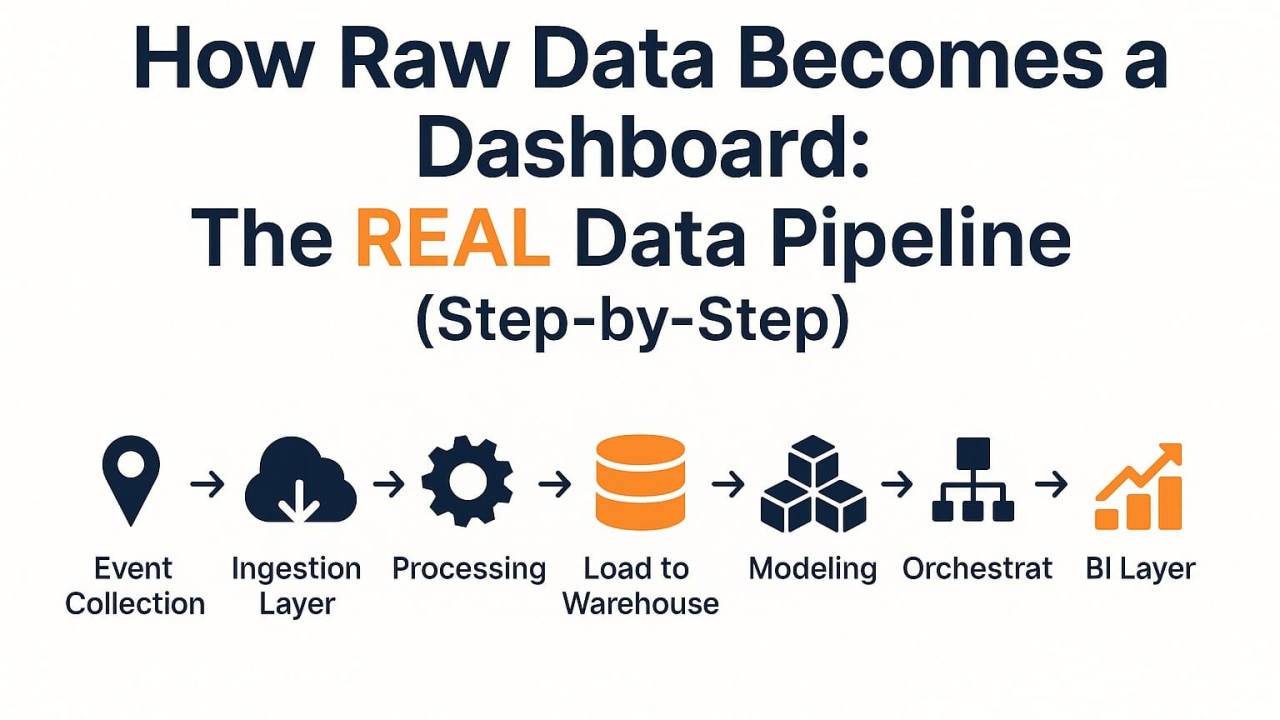 How Raw Data Becomes a
Dashboard:
The REAL Data Pipeline
(Step-by-Step)
Event
Collection
Ingestion
Layer
Processing
Load to
Warehouse
Modeling
Orchestrat
BI Layer